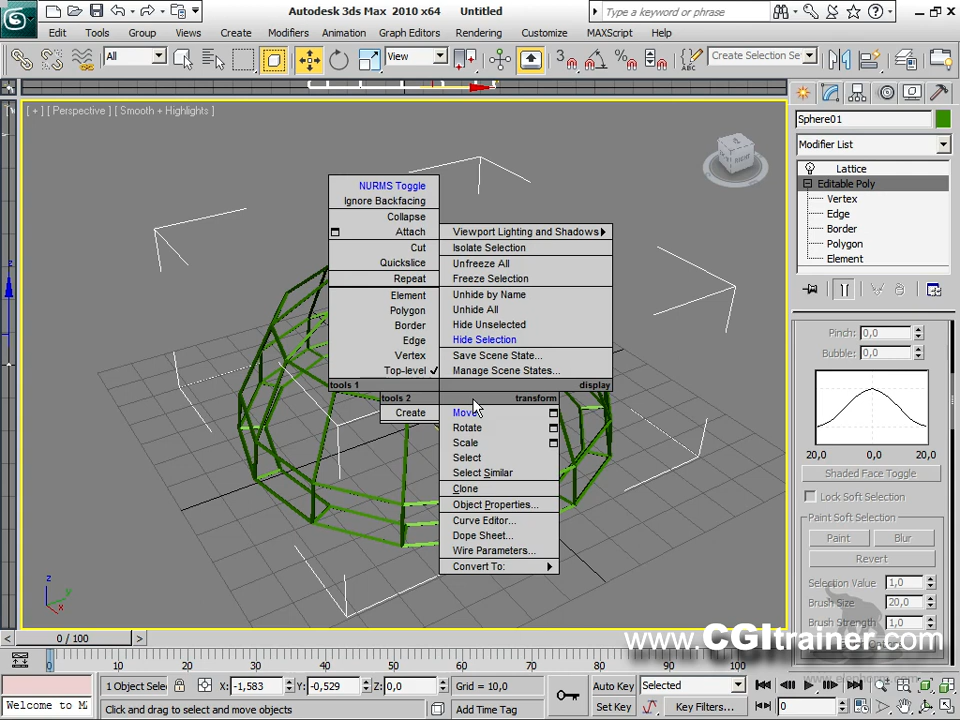 Autodesk 3ds Max 2010 x64 Untitled
Type a keyword or phrase
Edit Tools Group Views Create Modifiers Animation Graph Editors Rendering Customize MAXScript Help
All
View
Create Selection Se
[ + ] [ Perspective ] [ Smooth + Highlights ]
RIGHT
Sphere01
Modifier List
Lattice
Editable Poly
Vertex
Edge
Border
Polygon
Element
NURMS Toggle
Ignore Backfacing
Collapse
Attach
Cut
Quickslice
Repeat
Element
Polygon
Border
Edge
Vertex
Top-level
tools 1
Viewport Lighting and Shadows
Isolate Selection
Unfreeze All
Freeze Selection
Unhide by Name
Unhide All
Hide Unselected
Hide Selection
Save Scene State...
Manage Scene States...
display
tools 2
Create
transform
Move
Rotate
Scale
Select
Select Similar
Clone
Object Properties...
Curve Editor...
Dope Sheet...
Wire Parameters...
Convert To:
Pinch: 0,0
Bubble: 0,0
20,0 0,0 20,0
Shaded Face Toggle
Lock Soft Selection
Paint Soft Selection
Paint Blur
Revert
Selection Value 1,0
Brush Size 20,0
Brush Strength 1,0
z
y
x
www.CGItrainer.com
0 / 100
0 10 20 30 40 50 60 70 80 90 100
1 Object Selec
X: -1,583 Y: -0,529 Z: 0,0
Grid = 10,0
Auto Key Selected
Welcome to M
Click and drag to select and move objects
Add Time Tag
Set Key Key Filters...
0